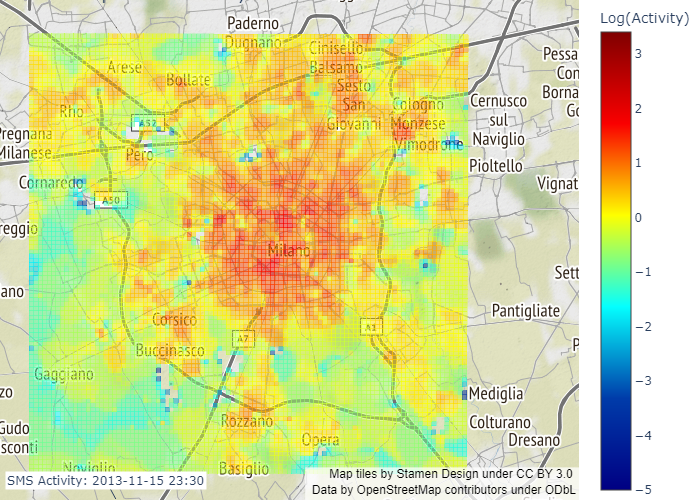 Log(Activity)
3
2
1
0
−1
−2
−3
−4
−5
Paderno
Dugnano
Cinisello
Balsamo
Arese
Bollate
Sesto
San
Giovanni
Pessa
Con
Borna
Go
Rho
A52
Cologno
Monzese
Cernusco
sul
Naviglio
Pregnana
Milanese
Pero
Vimodrone
Pioltello
Cornaredo
A50
Vignat
reggio
Milano
Sett
ano
Corsico
A7
A1
Pantigliate
Buccinasco
P
Gaggiano
zo
Mediglia
Rozzano
Colturano
Gudo
sconti
Opera
Dresano
Noviglio
Basiglio
SMS Activity: 2013-11-15 23:30
Map tiles by Stamen Design under CC BY 3.0
Data by OpenStreetMap contributors under ODbL